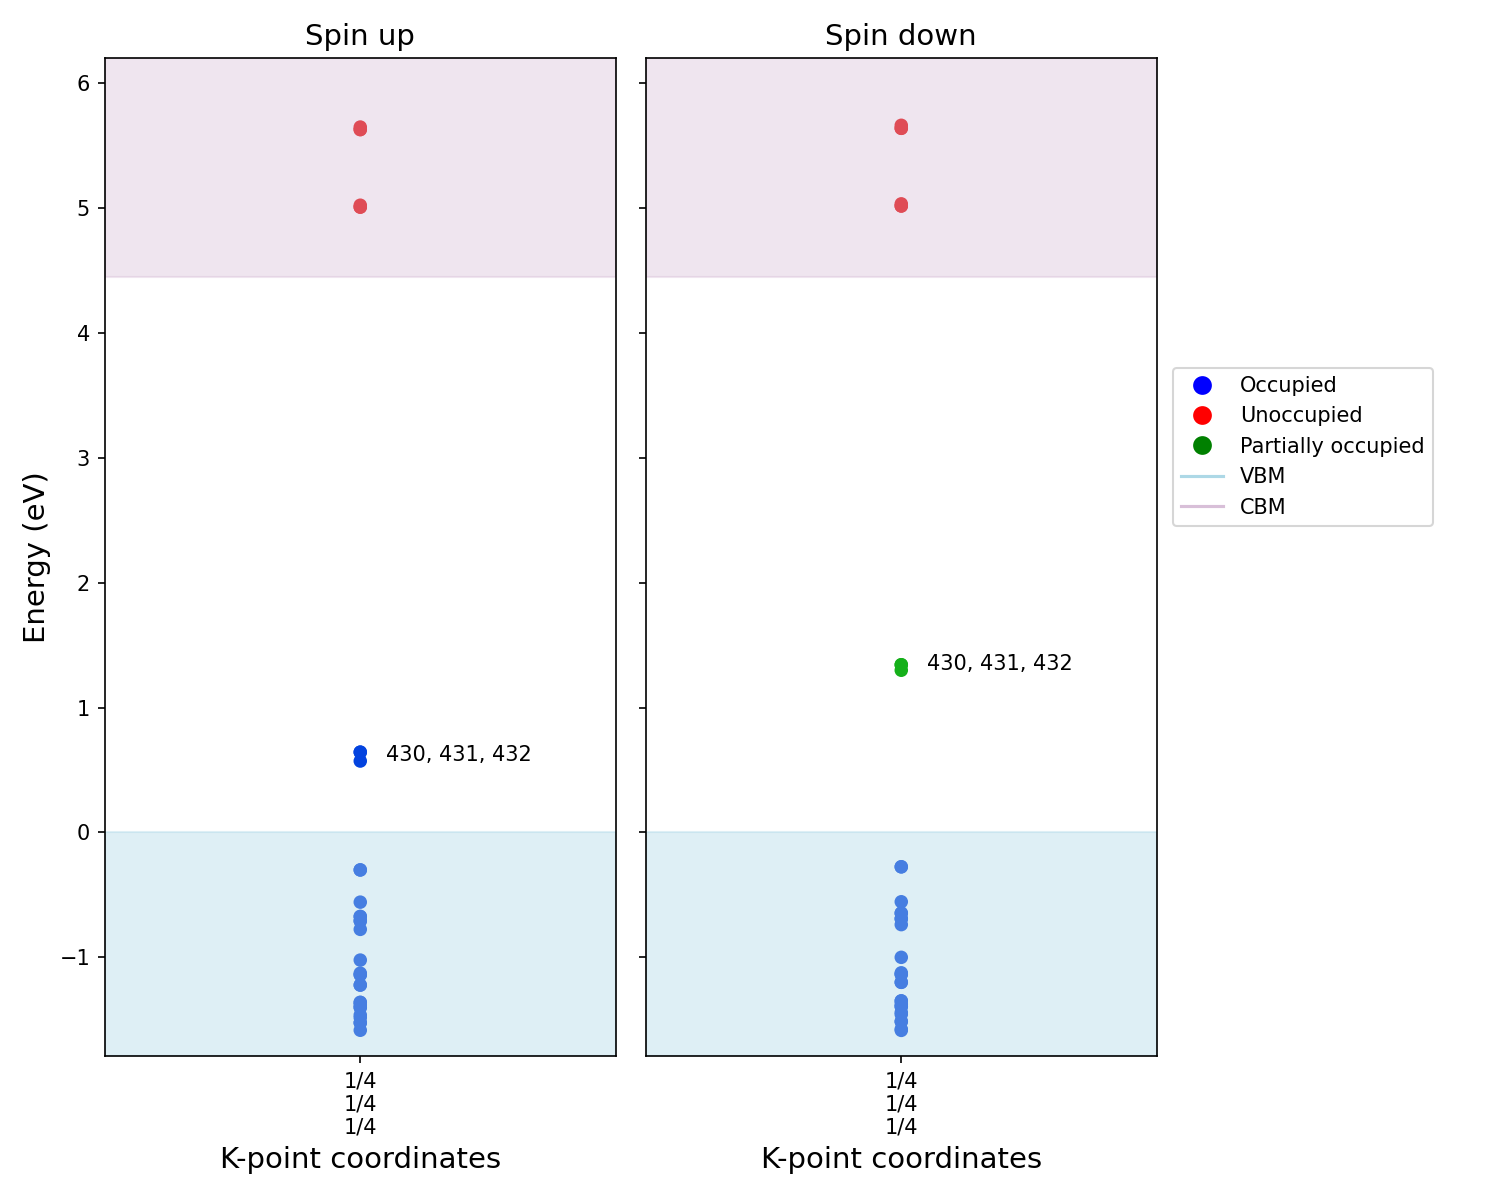 Spin up
Spin down
Energy (eV)
6
5
4
3
2
1
0
−1
430, 431, 432
430, 431, 432
1/4
1/4
1/4
1/4
1/4
1/4
K-point coordinates
K-point coordinates
Occupied
Unoccupied
Partially occupied
VBM
CBM